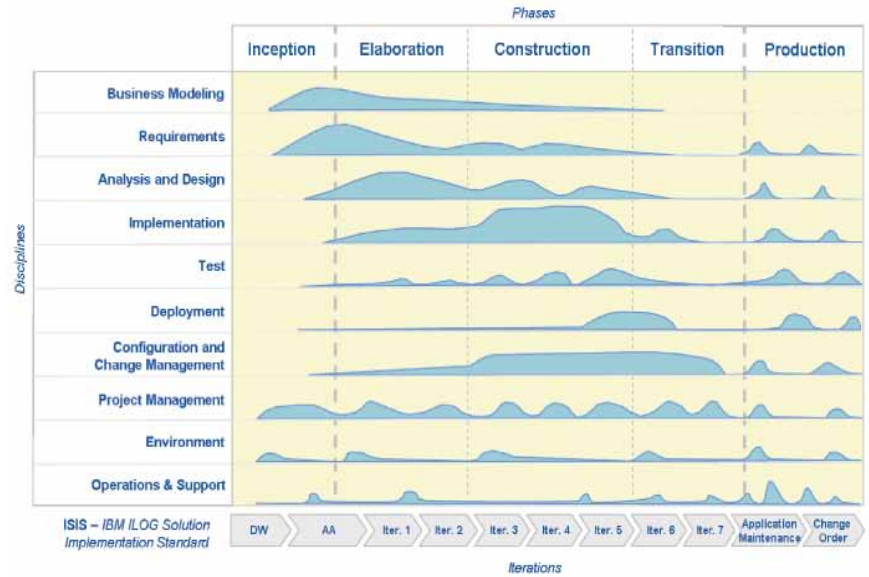 Phases
Inception Elaboration Construction Transition Production
Disciplines
Business Modeling
Requirements
Analysis and Design
Implementation
Test
Deployment
Configuration and
Change Management
Project Management
Environment
Operations & Support
ISIS – IBM ILOG Solution
Implementation Standard
DW AA Iter. 1 Iter. 2 Iter. 3 Iter. 4 Iter. 5 Iter. 6 Iter. 7 Application Change
Maintenance Order
Iterations